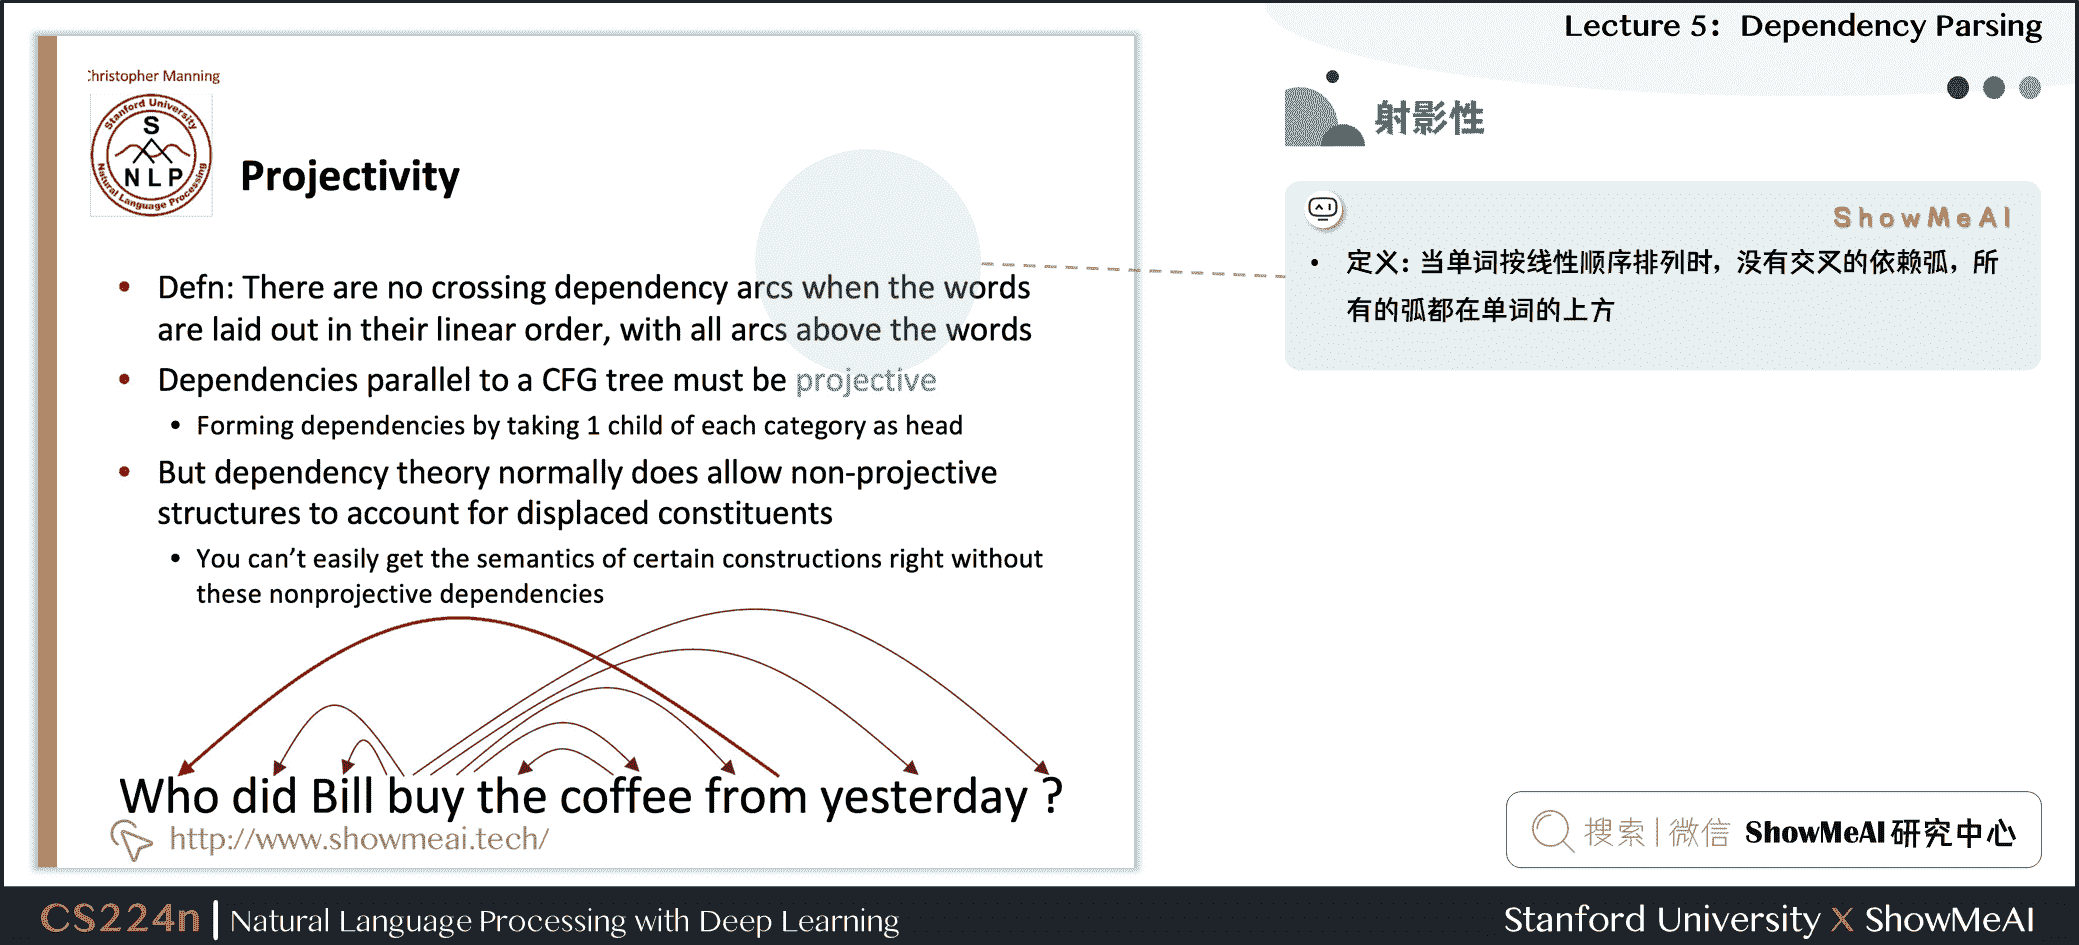 Lecture 5: Dependency Parsing
Christopher Manning
Stanford University
S
N L P
Natural Language Processing
Projectivity
• Defn: There are no crossing dependency arcs when the words
are laid out in their linear order, with all arcs above the words
• Dependencies parallel to a CFG tree must be projective
• Forming dependencies by taking 1 child of each category as head
• But dependency theory normally does allow non-projective
structures to account for displaced constituents
• You can’t easily get the semantics of certain constructions right without
these nonprojective dependencies
Who did Bill buy the coffee from yesterday ?
http://www.showmeai.tech/
射影性
ShowMeAI
• 定义: 当单词按线性顺序排列时，没有交叉的依赖弧，所
有的弧都在单词的上方
搜索|微信 ShowMeAI研究中心
CS224n | Natural Language Processing with Deep Learning
Stanford University X ShowMeAI